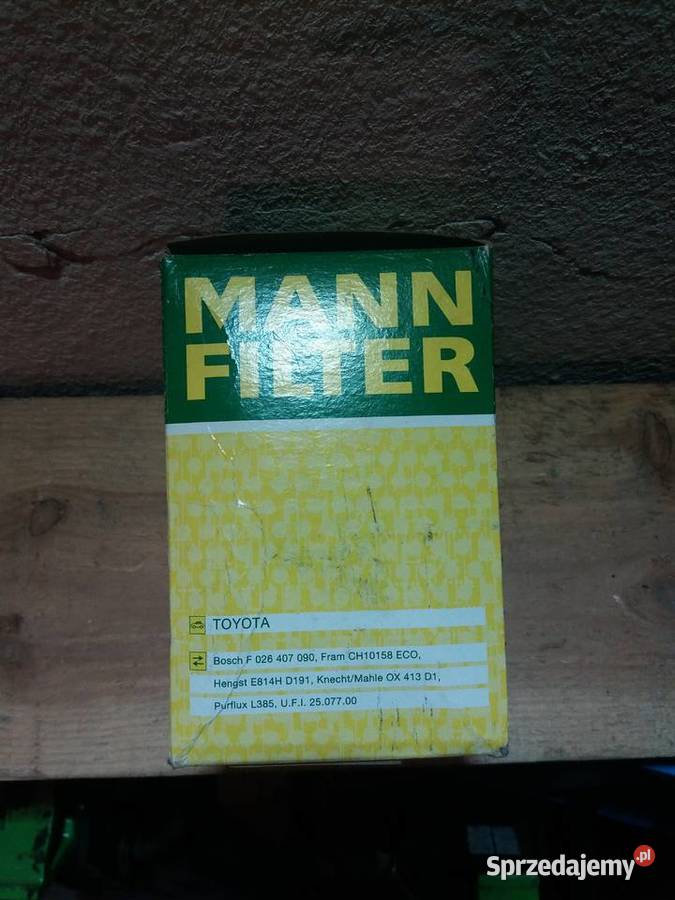 MANN
FILTER
TOYOTA
Bosch F 026 407 090, Fram CH10158 ECO,
Hengst E814H D191, Knecht/Mahle OX 413 D1,
Purflux L385, U.F.I. 25.077.00
Sprzedajemy.pl